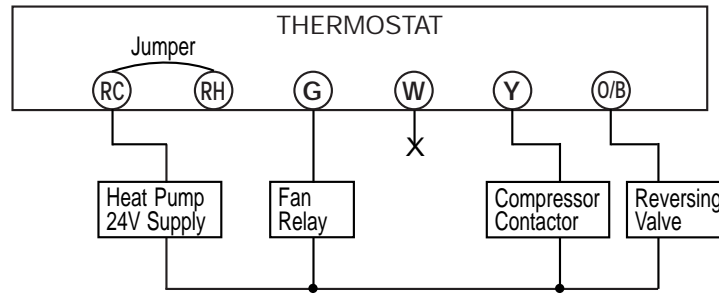 THERMOSTAT
Jumper
RC RH G W Y O/B
X
Heat Pump
24V Supply
Fan
Relay
Compressor
Contactor
Reversing
Valve